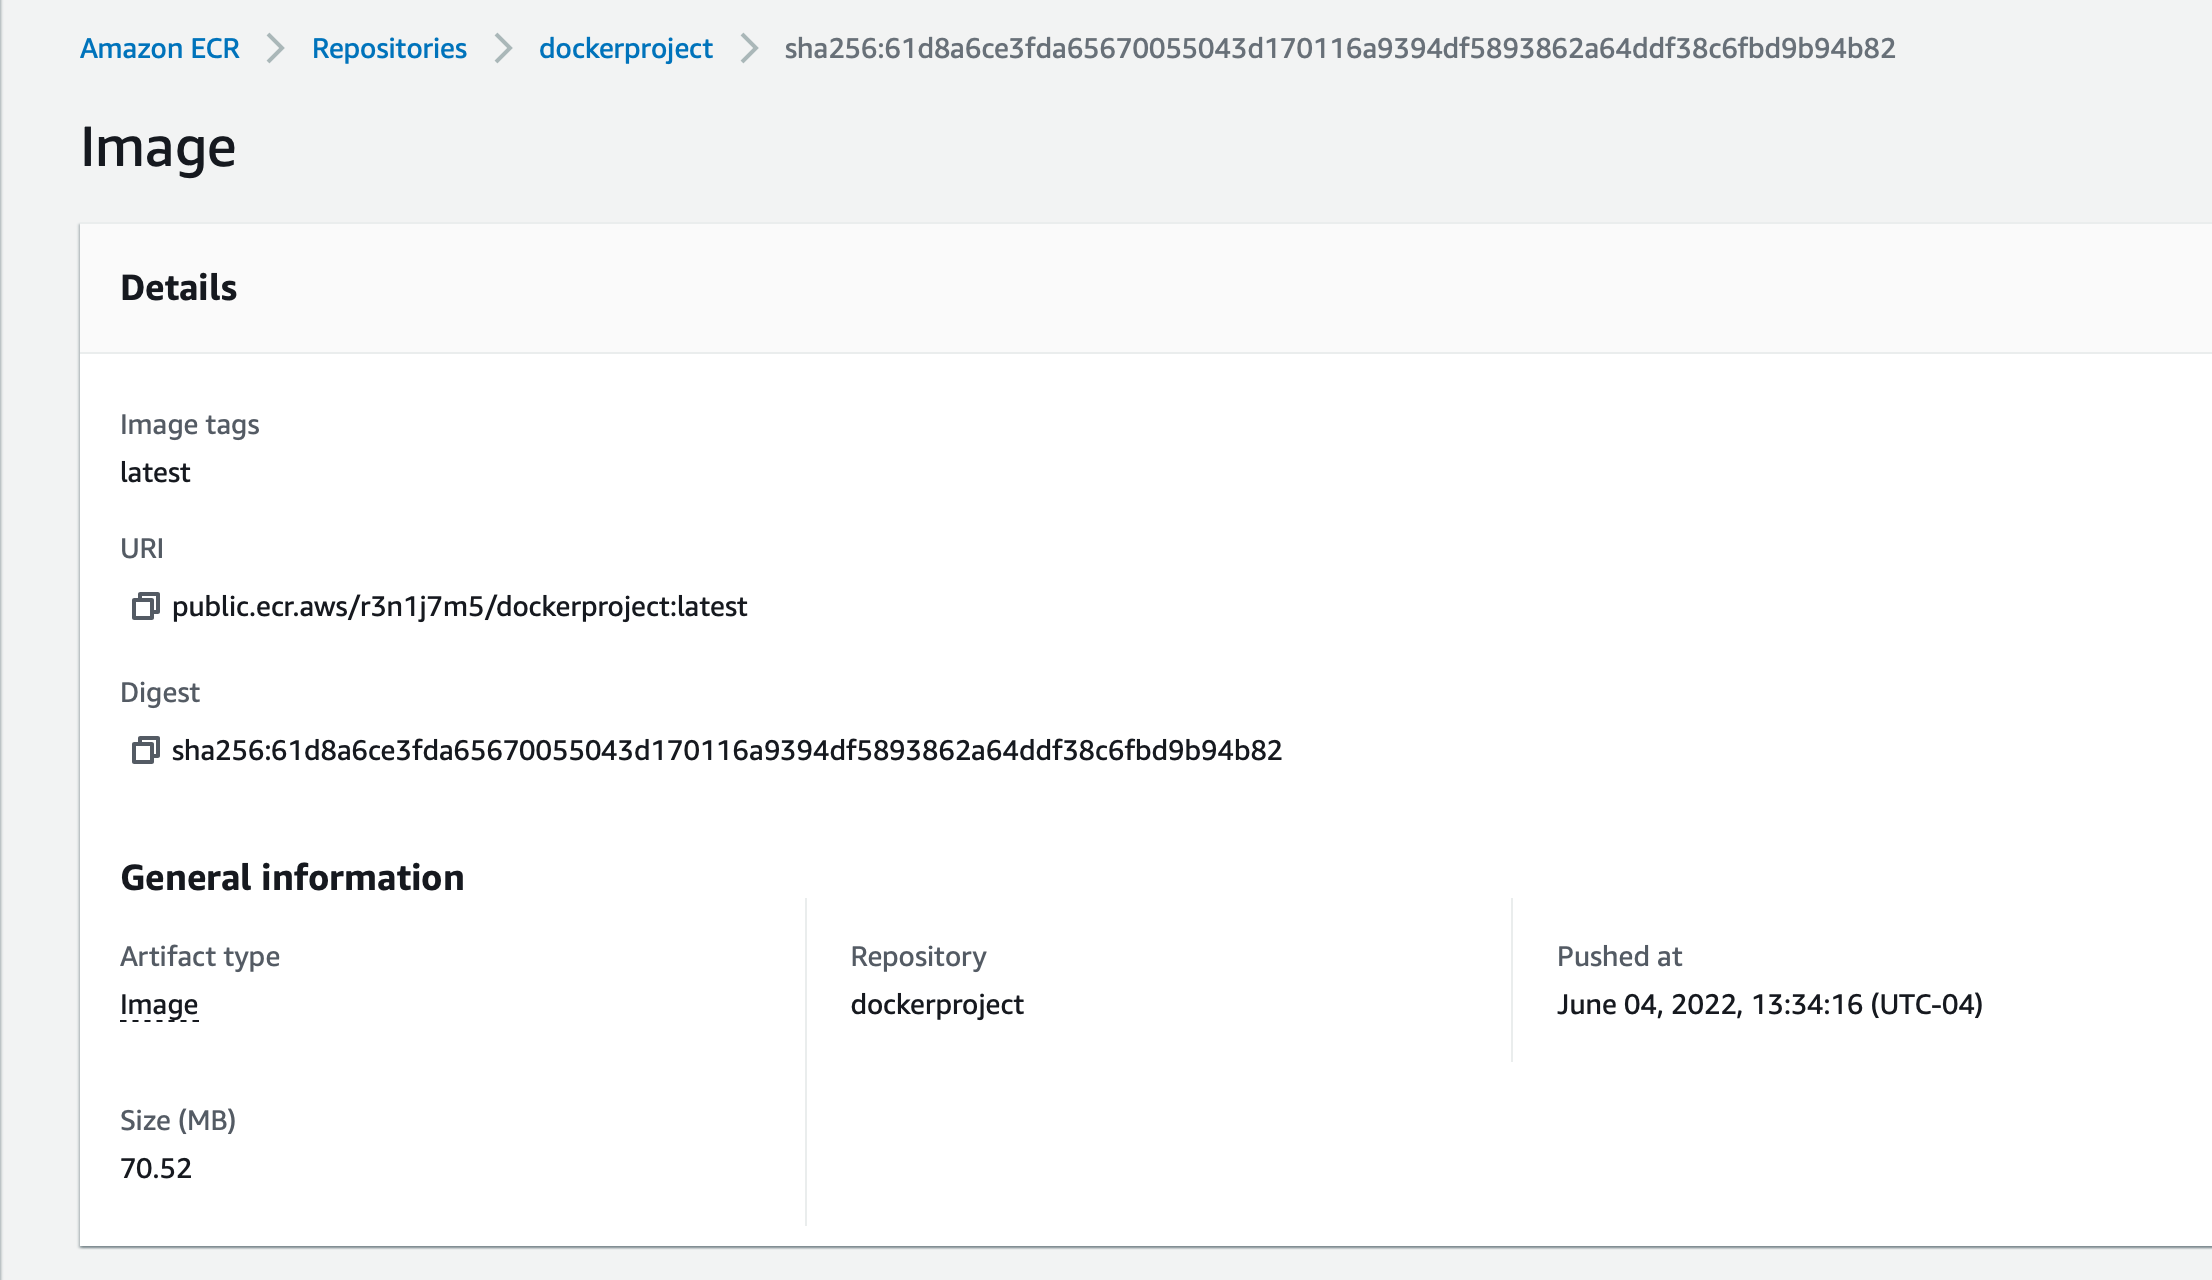 Amazon ECR > Repositories > dockerproject > sha256:61d8a6ce3fda65670055043d170116a9394df5893862a64ddf38c6fbd9b94b82
Image
Details
Image tags
latest
URI
public.ecr.aws/r3n1j7m5/dockerproject:latest
Digest
sha256:61d8a6ce3fda65670055043d170116a9394df5893862a64ddf38c6fbd9b94b82
General information
Artifact type
Image
Repository
dockerproject
Pushed at
June 04, 2022, 13:34:16 (UTC-04)
Size (MB)
70.52